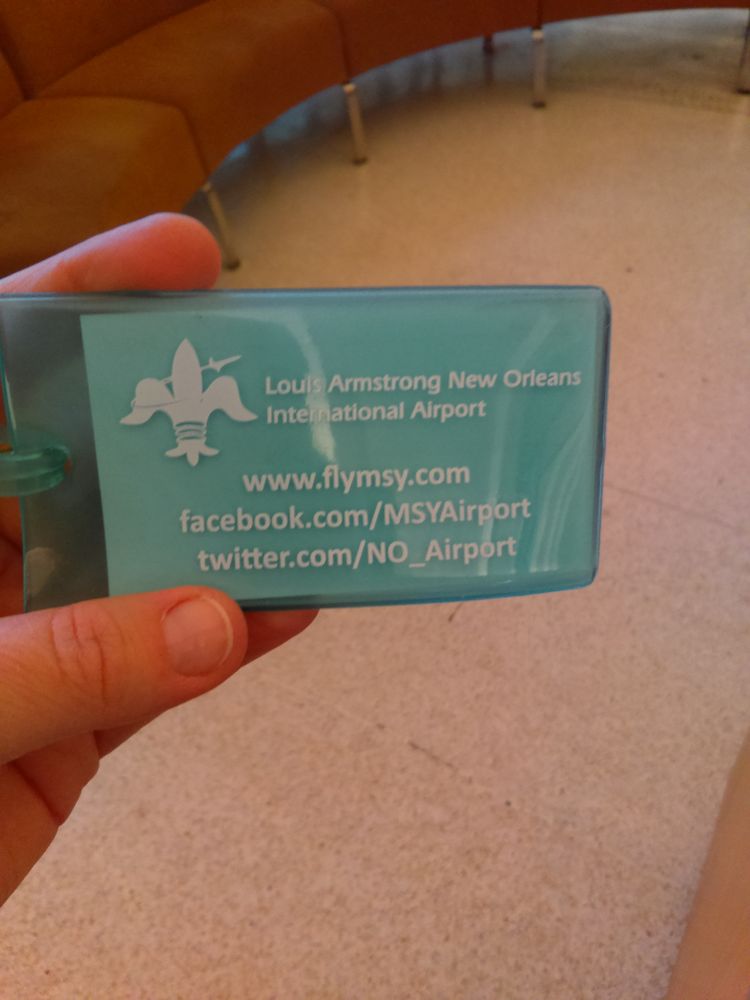 Louis Armstrong New Orleans
International Airport
www.flymsy.com
facebook.com/MSYAirport
twitter.com/NO_Airport